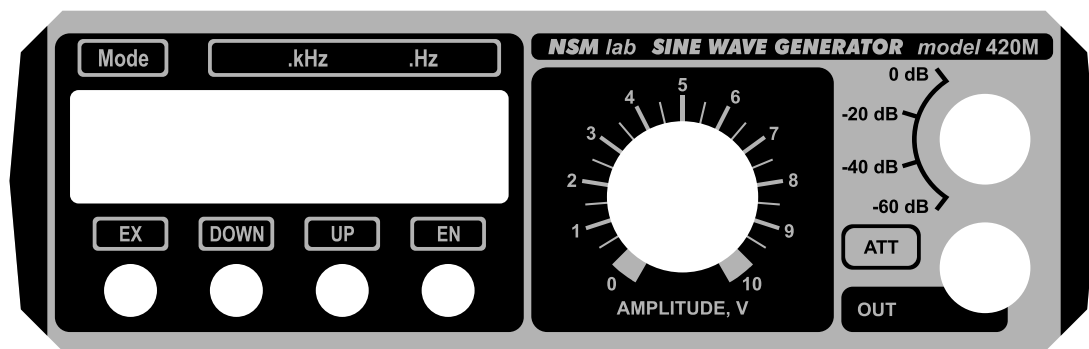 NSM lab SINE WAVE GENERATOR model 420M
Mode
.kHz .Hz
EX
DOWN
UP
EN
0
1
2
3
4
5
6
7
8
9
10
AMPLITUDE, V
0 dB
-20 dB
-40 dB
-60 dB
ATT
OUT